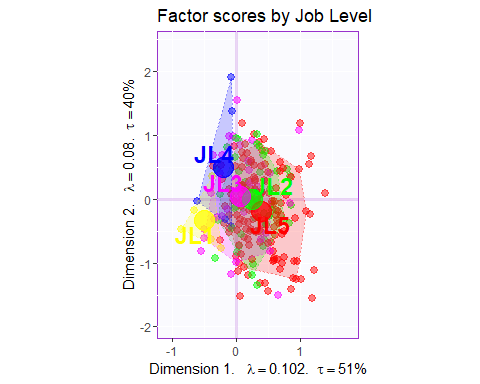 Factor scores by Job Level
Dimension 2. λ=0.08. τ=40%
2
1
0
-1
-2
JL4
JL3
JL2
JL1
JL5
-1
0
1
Dimension 1. λ=0.102. τ=51%